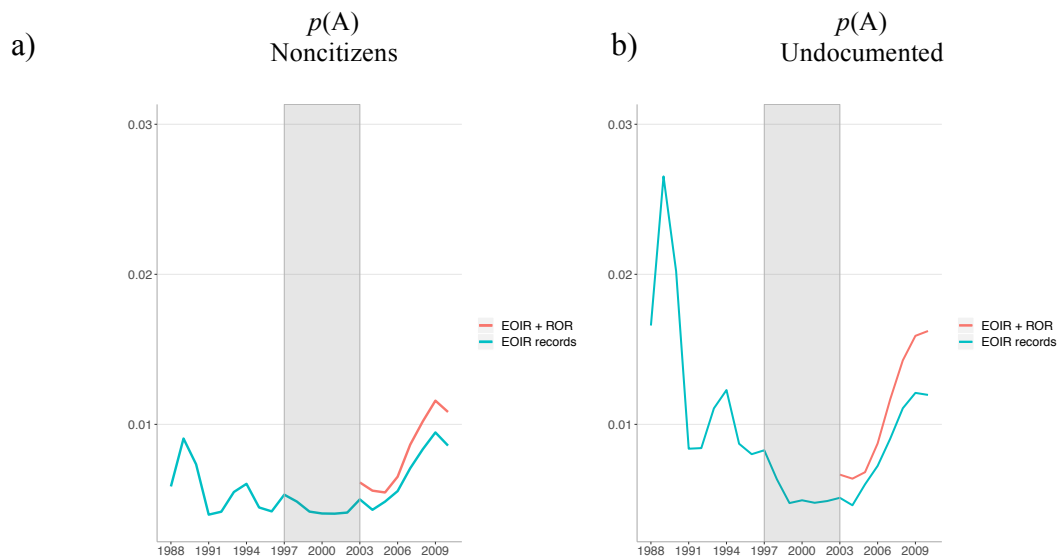 a)
p(A)
Noncitizens
0.03
0.02
0.01
1988 1991 1994 1997 2000 2003 2006 2009
EOIR + ROR
EOIR records
b)
p(A)
Undocumented
0.03
0.02
0.01
1988 1991 1994 1997 2000 2003 2006 2009
EOIR + ROR
EOIR records